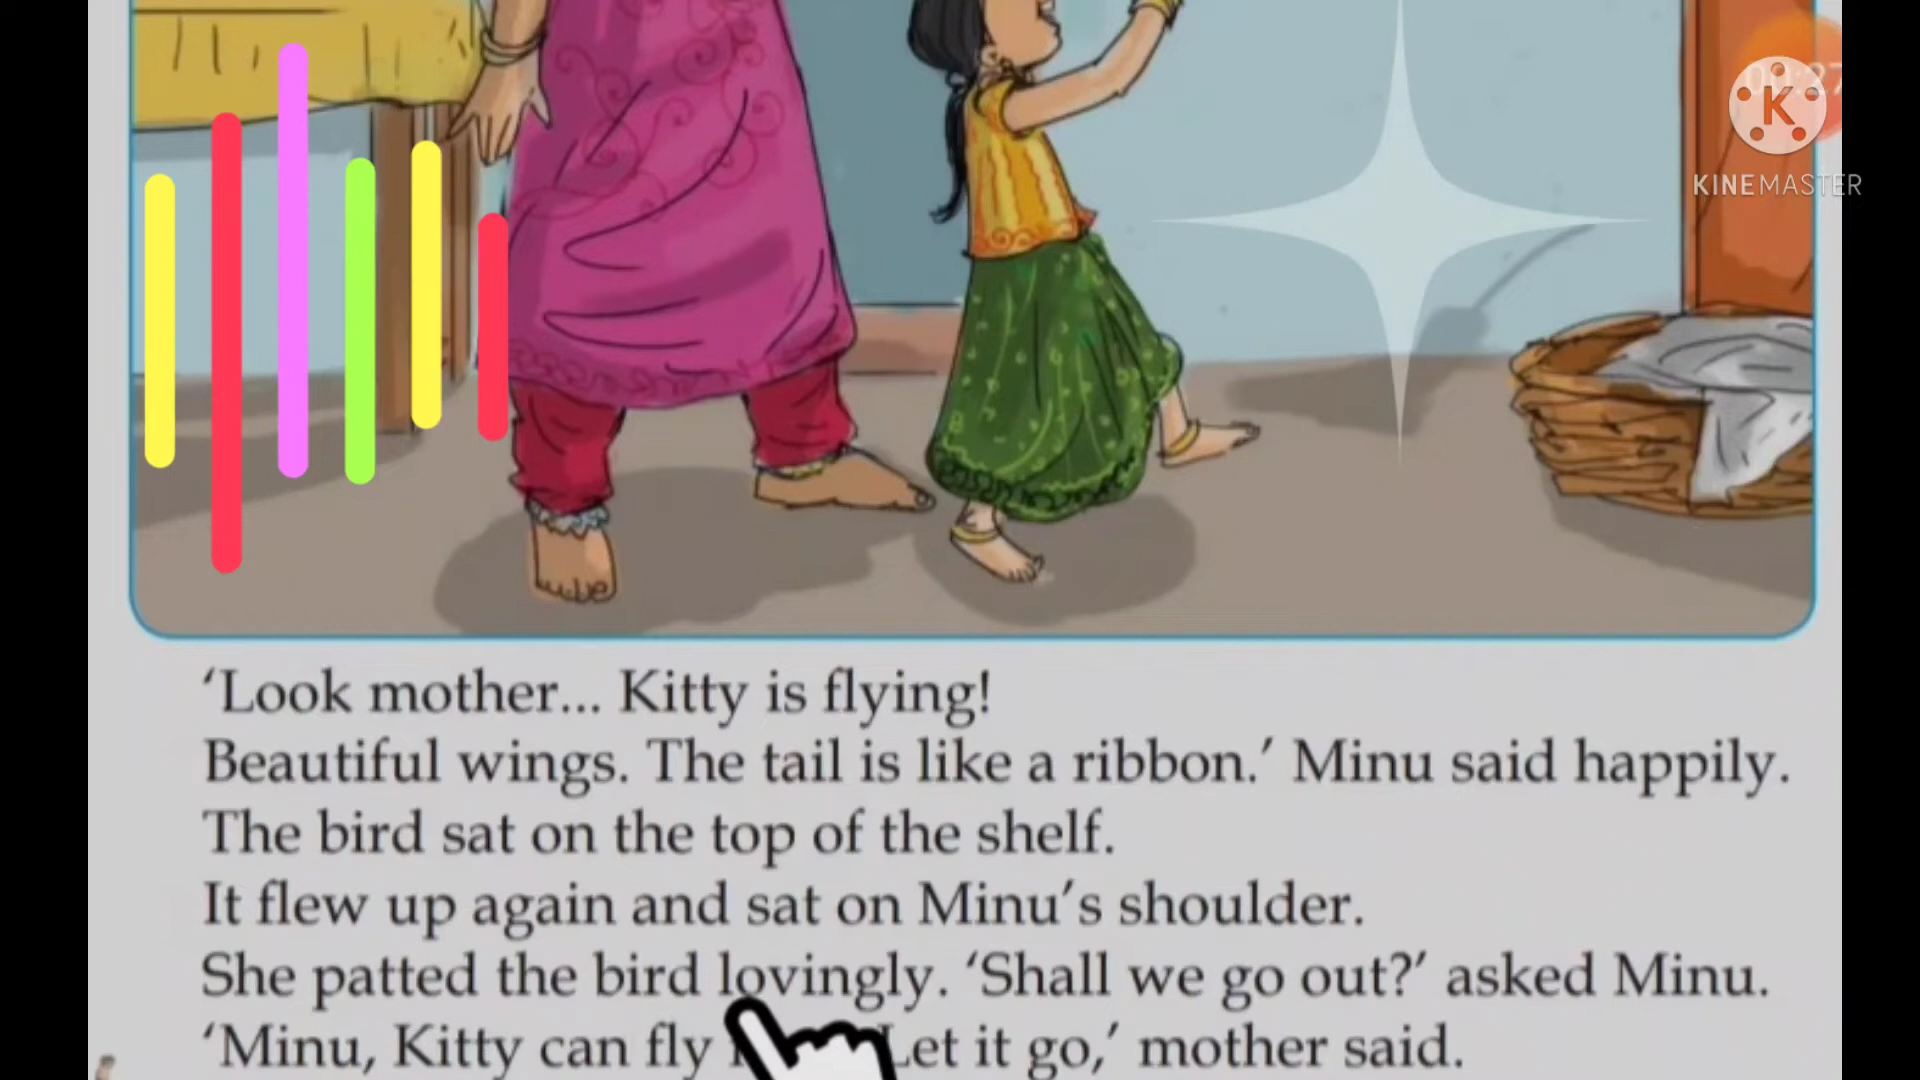 00:27
K
KINEMASTER
‘Look mother... Kitty is flying!
Beautiful wings. The tail is like a ribbon.’ Minu said happily.
The bird sat on the top of the shelf.
It flew up again and sat on Minu’s shoulder.
She patted the bird lovingly. ‘Shall we go out?’ asked Minu.
‘Minu, Kitty can fly Let it go,’ mother said.